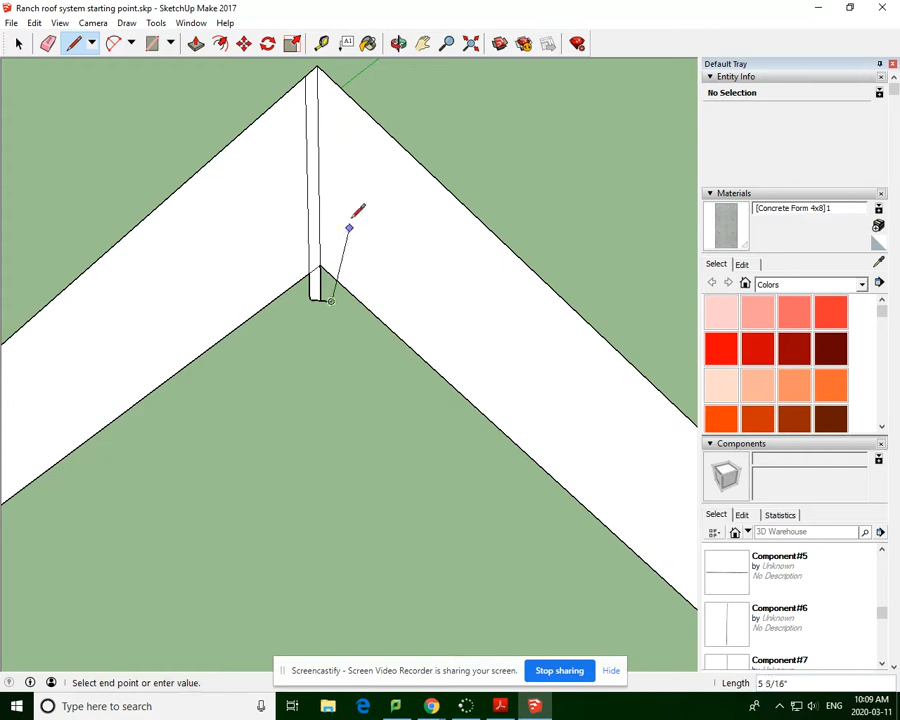 Ranch roof system starting point.skp - SketchUp Make 2017
File Edit View Camera Draw Tools Window Help
A1
Default Tray
Entity Info
No Selection
Materials
[Concrete Form 4x8]1
Select Edit
Colors
Components
Select Edit Statistics
3D Warehouse
Component#5
by Unknown
No Description
Component#6
by Unknown
No Description
Component#7
by Unknown
Screencastify - Screen Video Recorder is sharing your screen.
Stop sharing
Hide
Select end point or enter value.
Length 5 5/16"
Type here to search
ENG
10:09 AM
2020-03-11